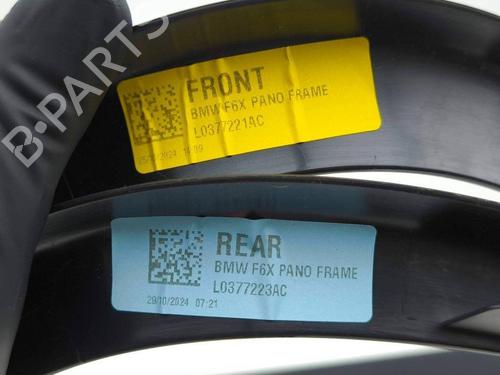 FRONT
BMW F6X PANO FRAME
L0377221AC
REAR
BMW F6X PANO FRAME
L0377223AC
29/10/2024 07:21
B-PARTS